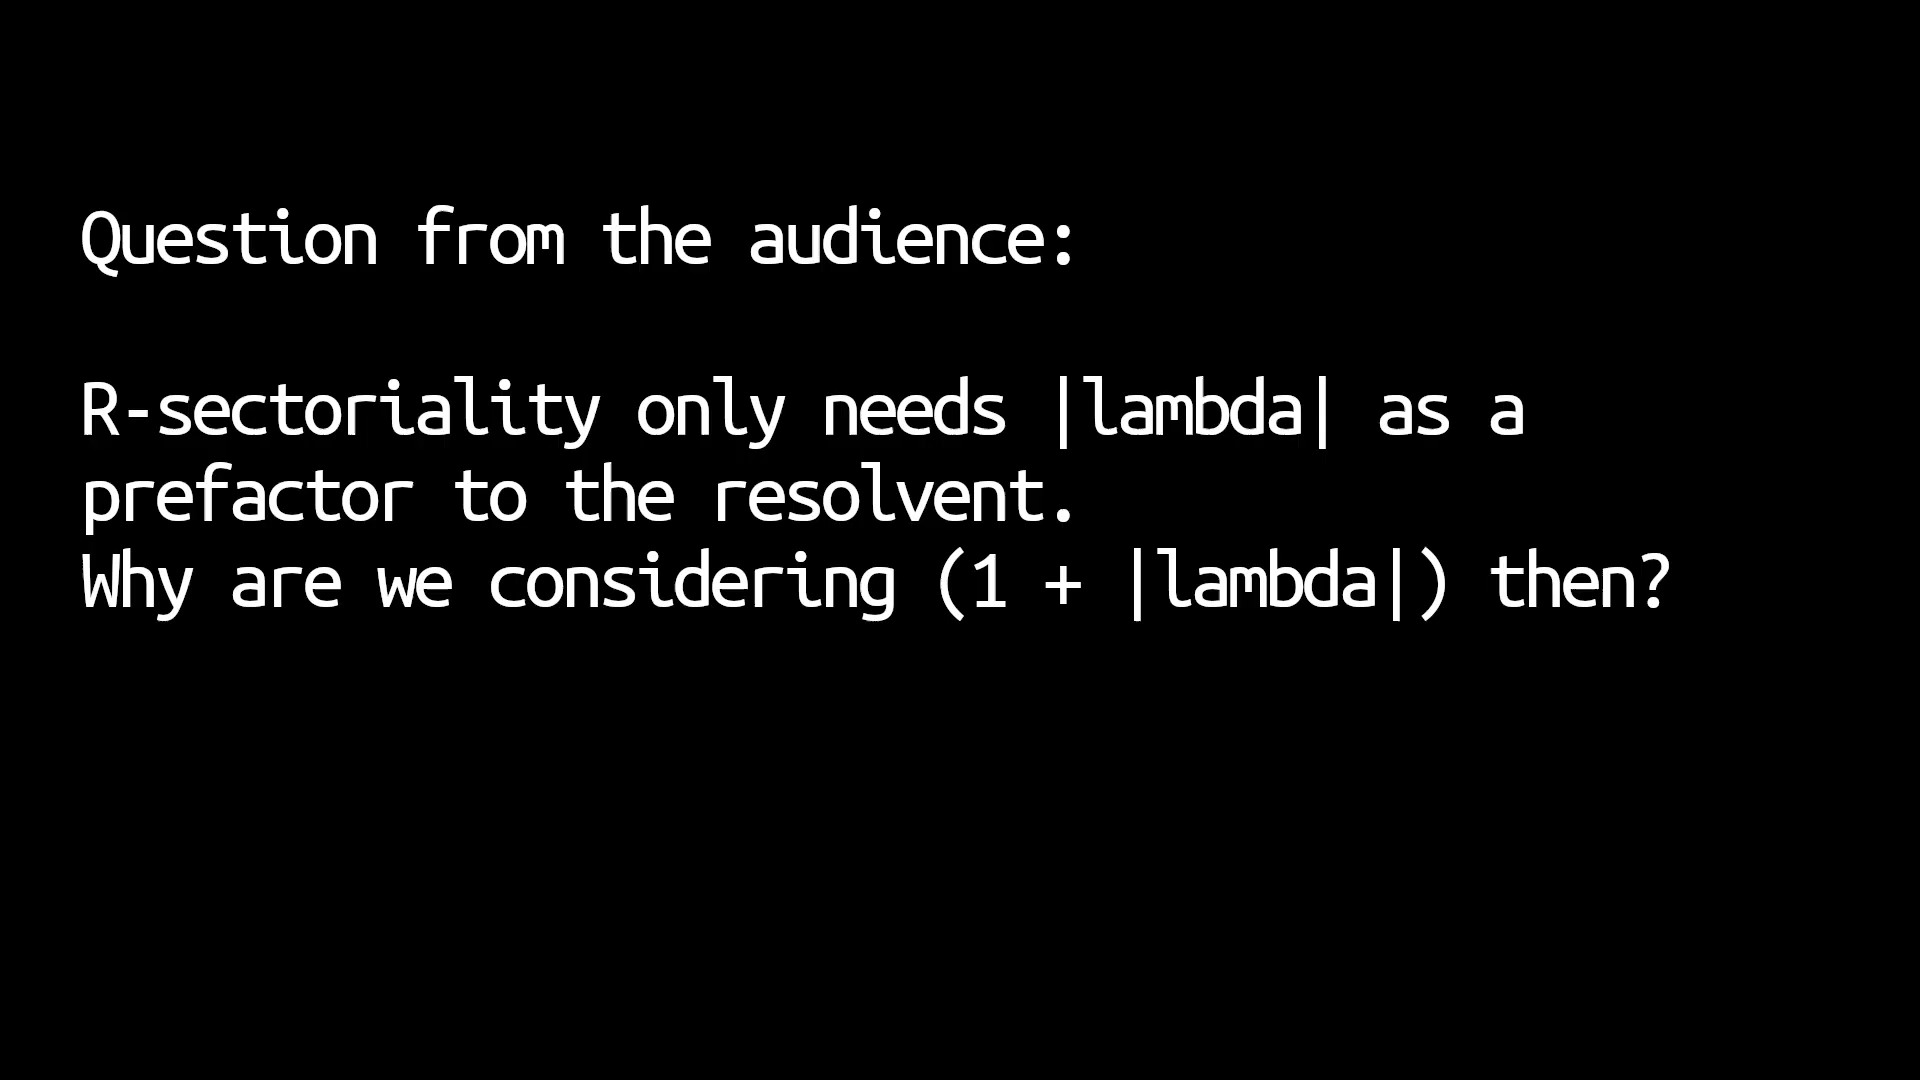 Question from the audience:
R-sectoriality only needs |lambda| as a
prefactor to the resolvent.
Why are we considering (1 + |lambda|) then?